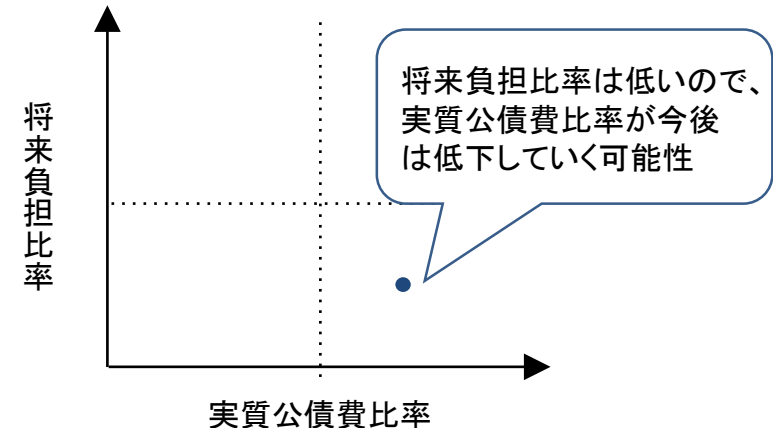 将来負担比率
将来負担比率は低いので、
実質公債費比率が今後
は低下していく可能性
実質公債費比率